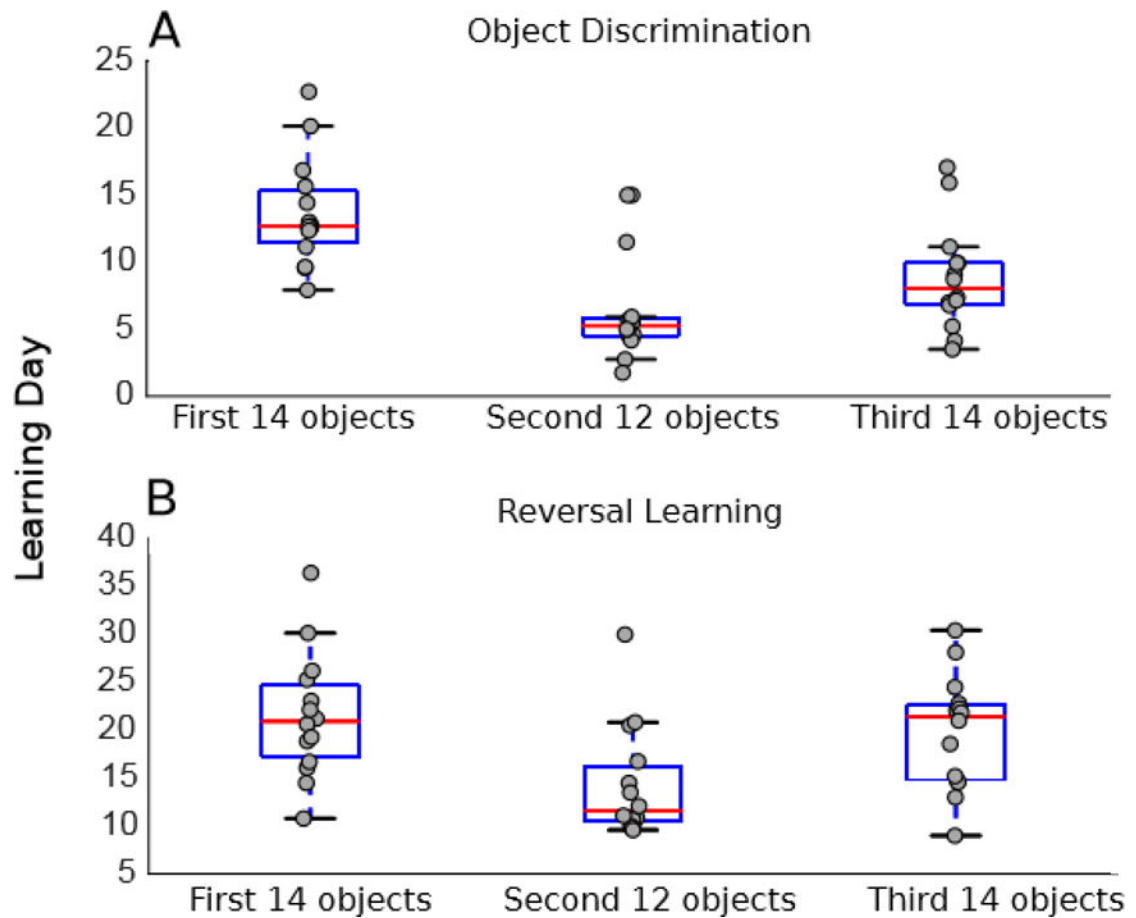 A
Object Discrimination
25
20
15
10
5
0
First 14 objects Second 12 objects Third 14 objects
Learning Day
B
Reversal Learning
40
35
30
25
20
15
10
5
First 14 objects Second 12 objects Third 14 objects